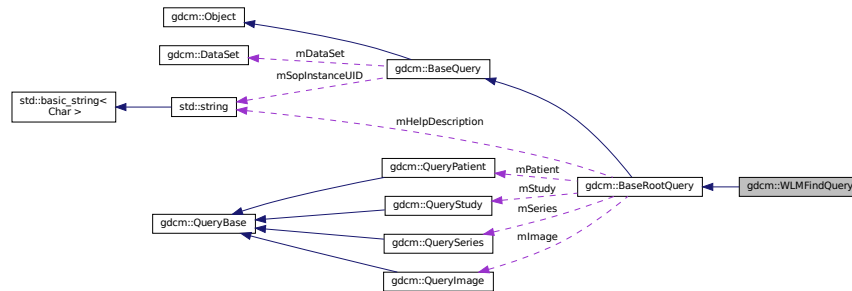 gdcm::Object
gdcm::DataSet
mDataSet
gdcm::BaseQuery
mSopInstanceUID
std::basic_string<
Char >
std::string
mHelpDescription
gdcm::QueryPatient
mPatient
gdcm::BaseRootQuery
gdcm::WLMFindQuery
mStudy
gdcm::QueryStudy
mSeries
gdcm::QueryBase
mImage
gdcm::QuerySeries
gdcm::QueryImage